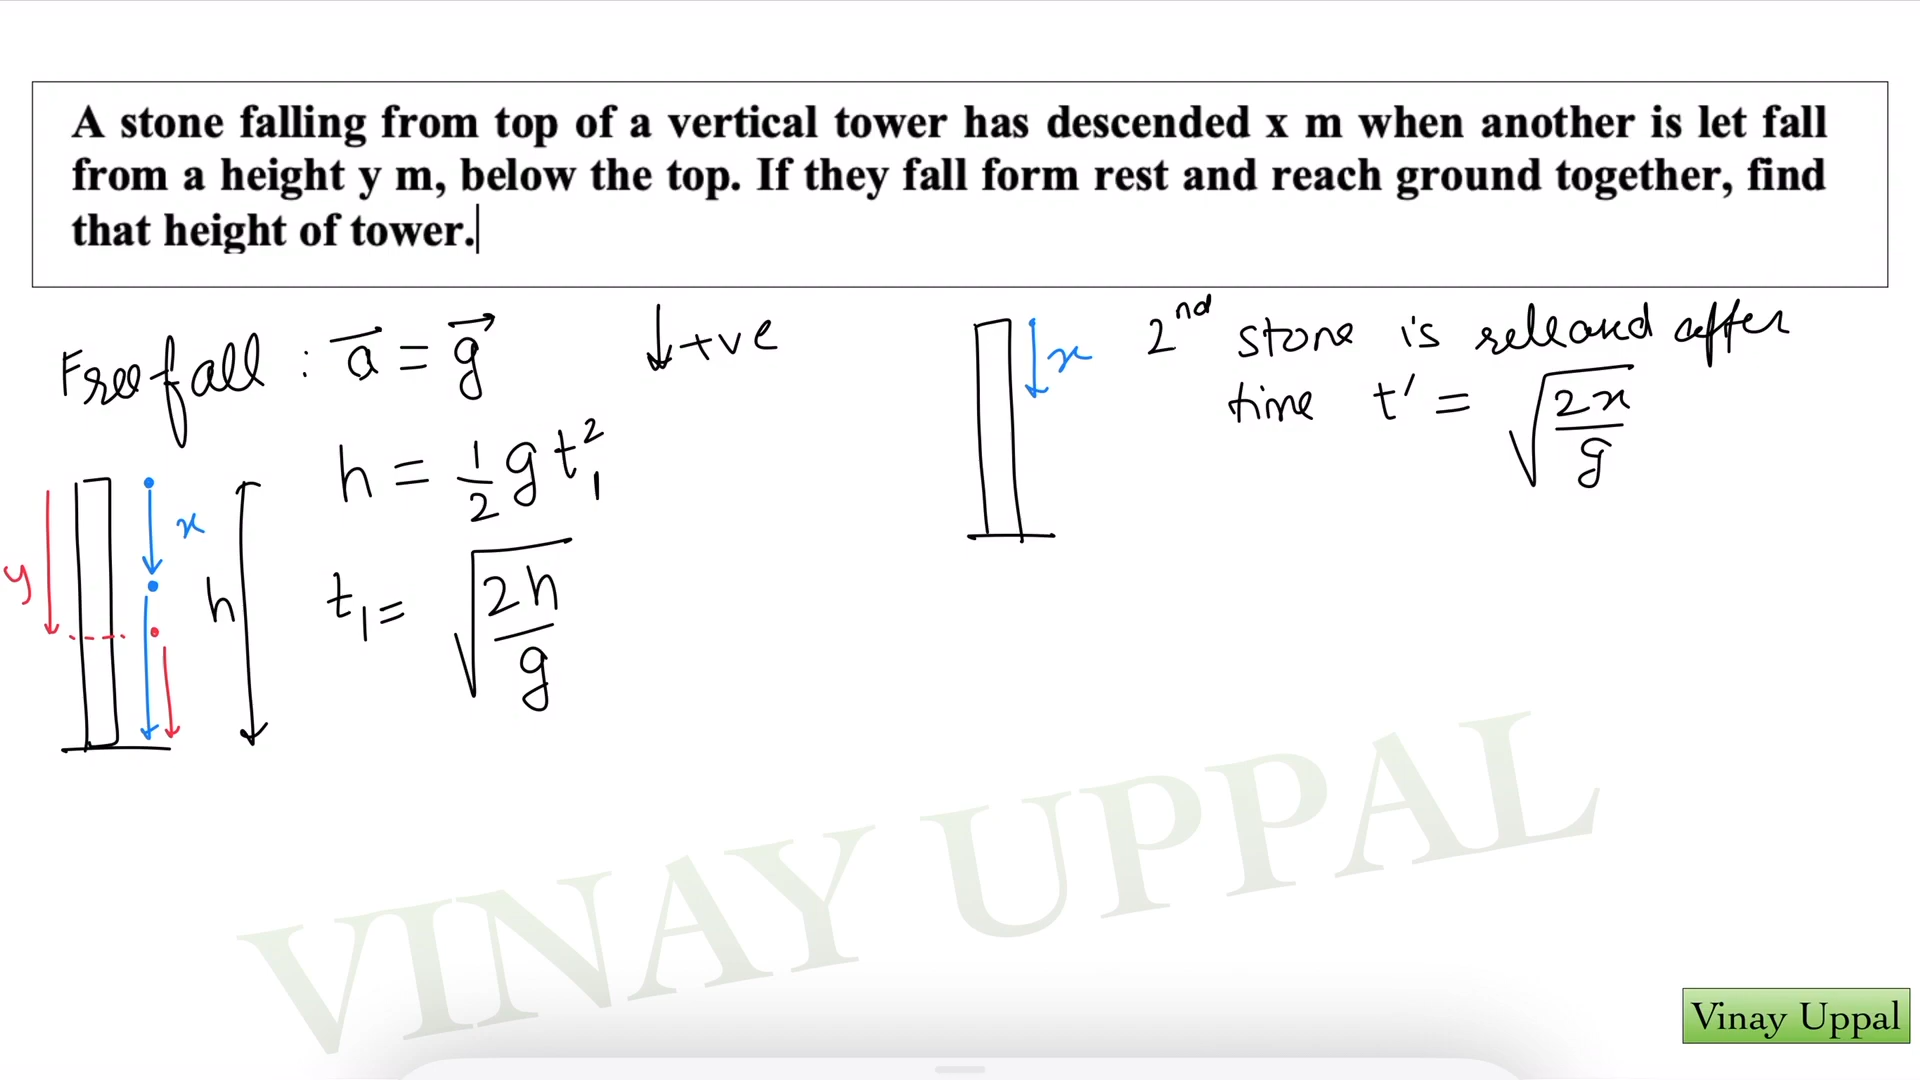 A stone falling from top of a vertical tower has descended x m when another is let fall
from a height y m, below the top. If they fall form rest and reach ground together, find
that height of tower.
Free fall : a⃗ = g⃗
↓ +ve
h = 1/2 g t₁²
t₁ = √(2h/g)
y
x
h
x
2nd stone is released after
time t' = √(2x/g)
VINAY UPPAL
Vinay Uppal